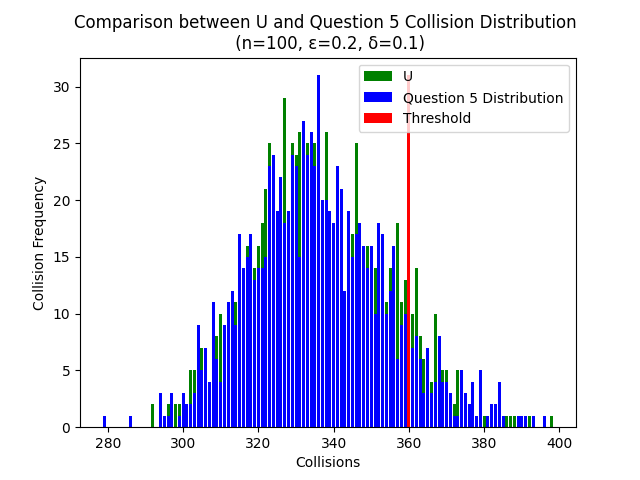 Comparison between U and Question 5 Collision Distribution
(n=100, ε=0.2, δ=0.1)
U
Question 5 Distribution
Threshold
Collision Frequency
30
25
20
15
10
5
0
280 300 320 340 360 380 400
Collisions